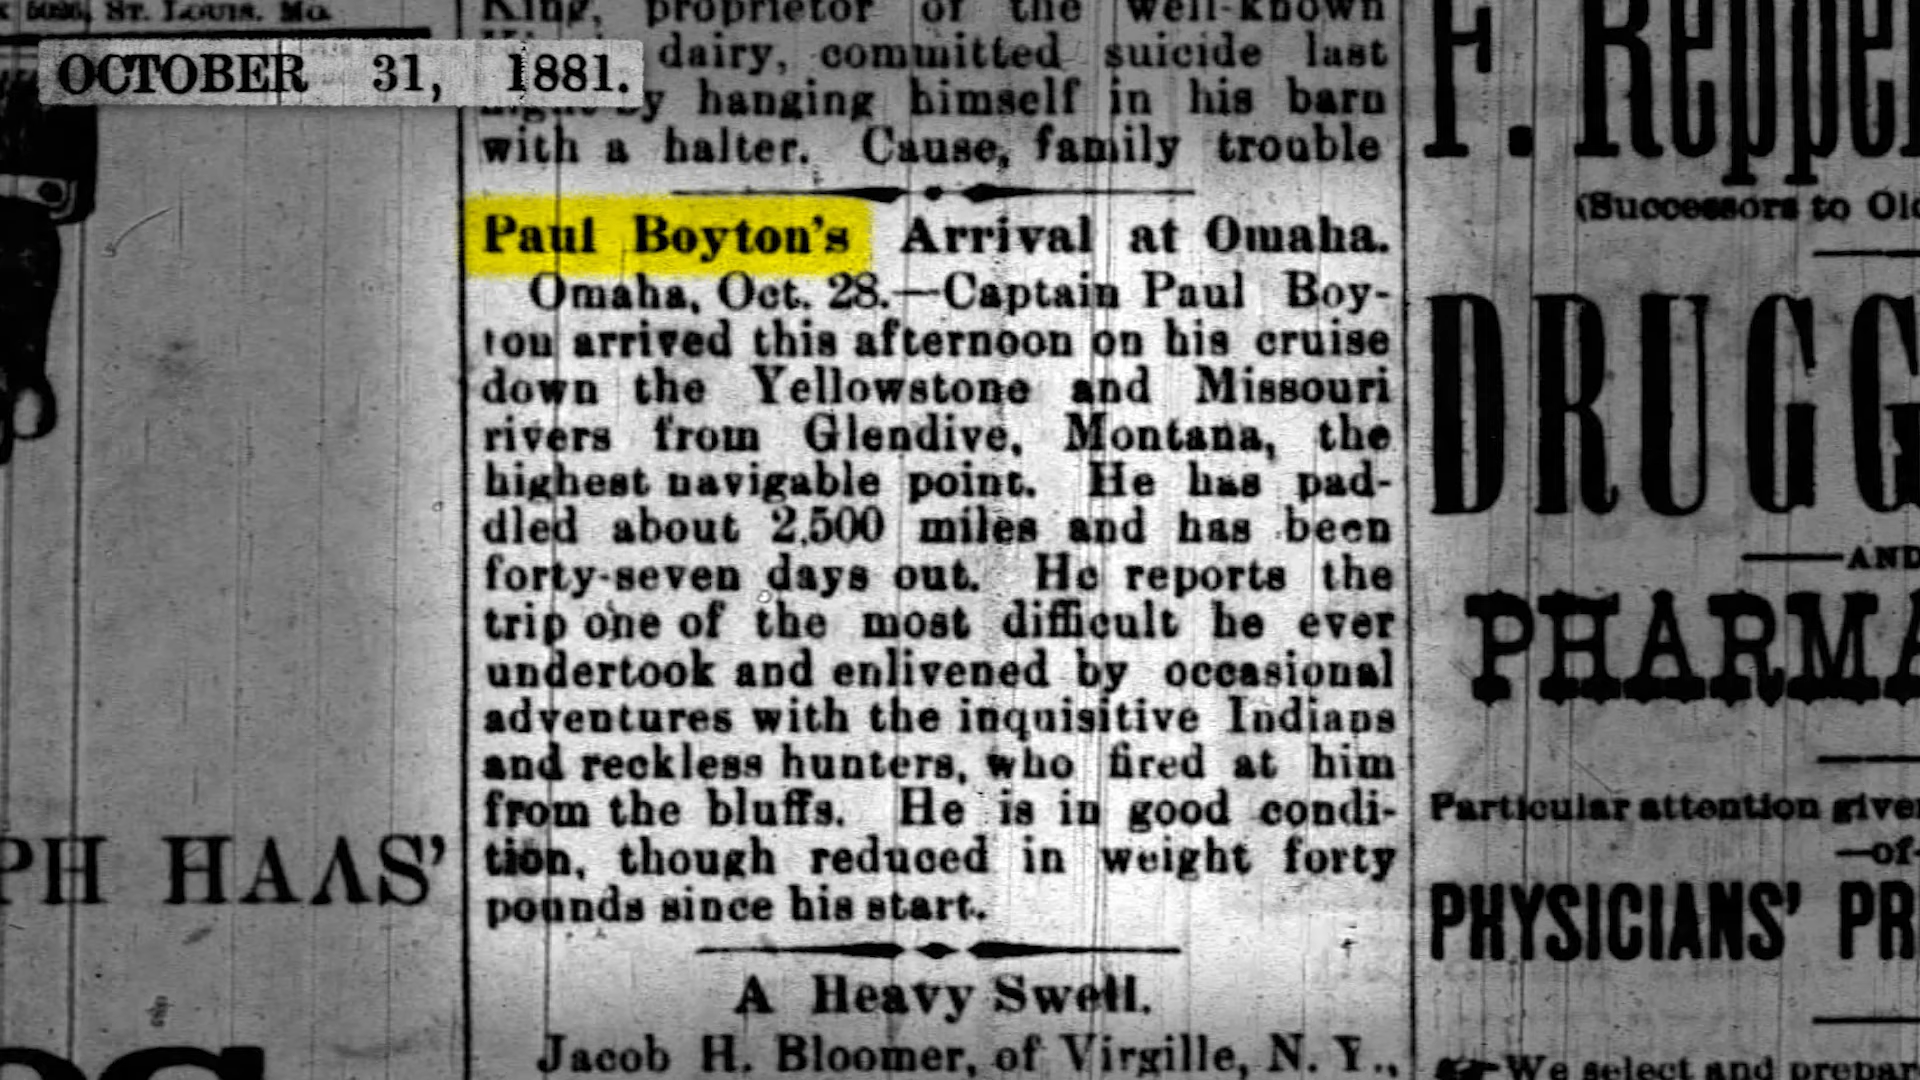 5036, St. Louis. Mo.
OCTOBER 31, 1881.
PH HAAS'
King, proprietor of the well-known
dairy, committed suicide last
by hanging himself in his barn
with a halter. Cause, family trouble
Paul Boyton's Arrival at Omaha.
Omaha, Oct. 28.—Captain Paul Boy-
ton arrived this afternoon on his cruise
down the Yellowstone and Missouri
rivers from Glendive, Montana, the
highest navigable point. He has pad-
dled about 2,500 miles and has been
forty-seven days out. He reports the
trip one of the most difficult he ever
undertook and enlivened by occasional
adventures with the inquisitive Indians
and reckless hunters, who fired at him
from the bluffs. He is in good condi-
tion, though reduced in weight forty
pounds since his start.
A Heavy Swell.
Jacob H. Bloomer, of Virgille, N. Y.,
F. Reppe
(Successors to Old
DRUGG
—AND
PHARMA
Particular attention give
—of
PHYSICIANS' PR
We select and prepar